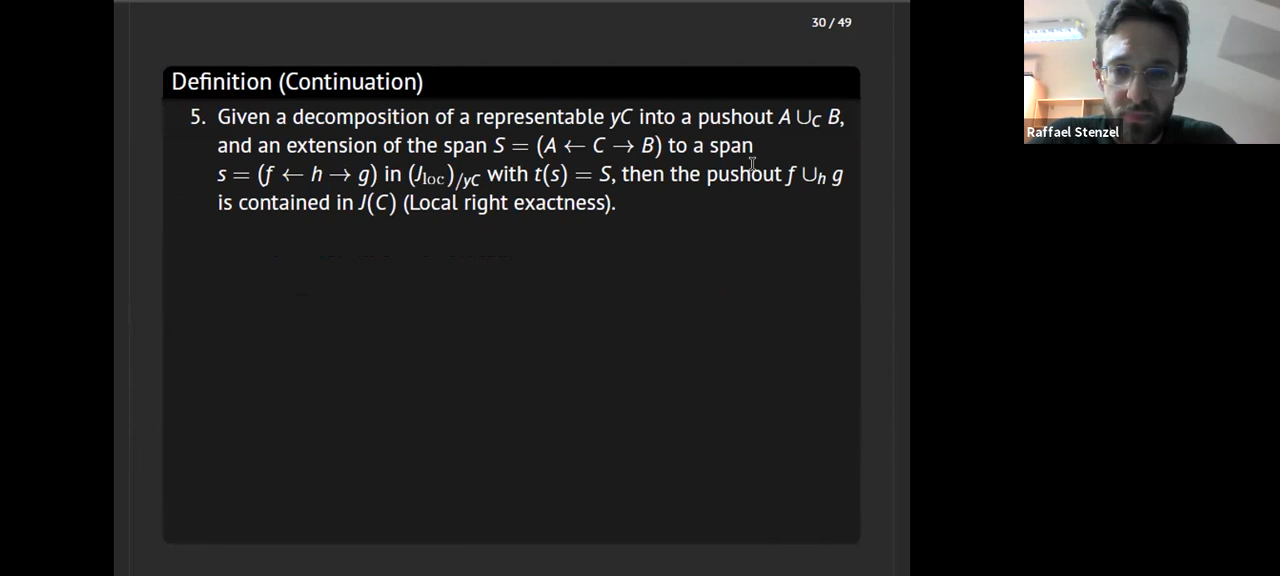 30 / 49
Definition (Continuation)
5. Given a decomposition of a representable yC into a pushout A ∪_C B,
and an extension of the span S = (A ← C → B) to a span
s = (f ← h → g) in (J_loc)_/yC with t(s) = S, then the pushout f ∪_h g
is contained in J(C) (Local right exactness).
Raffael Stenzel